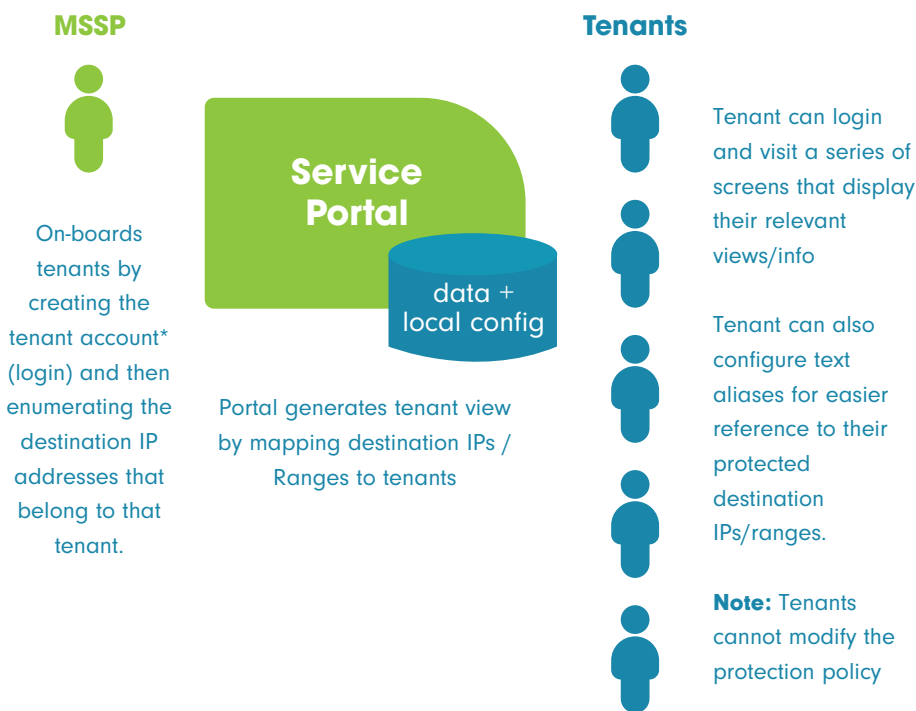 MSSP
On-boards
tenants by
creating the
tenant account*
(login) and then
enumerating the
destination IP
addresses that
belong to that
tenant.
Service
Portal
data +
local config
Portal generates tenant view
by mapping destination IPs /
Ranges to tenants
Tenants
Tenant can login
and visit a series of
screens that display
their relevant
views/info
Tenant can also
configure text
aliases for easier
reference to their
protected
destination
IPs/ranges.
Note: Tenants
cannot modify the
protection policy